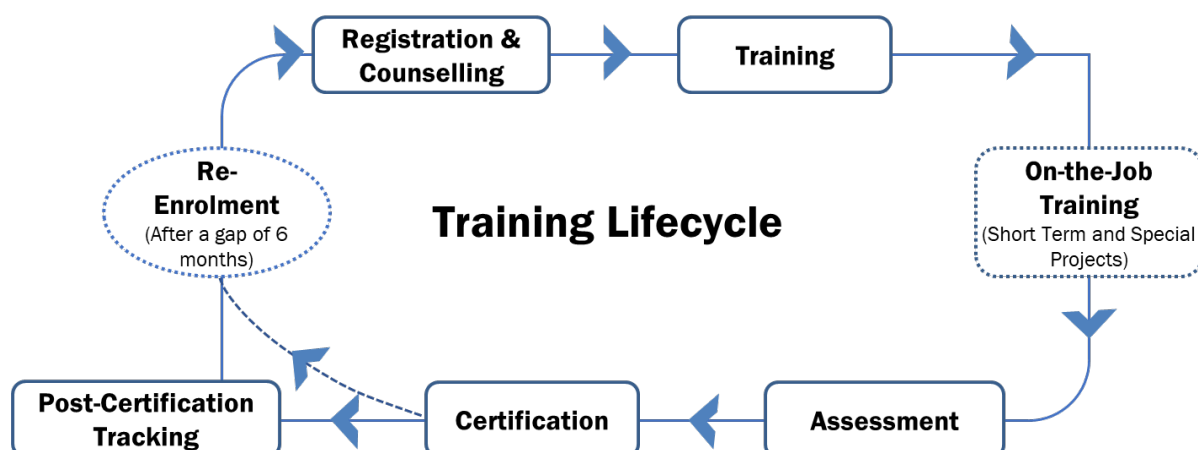 Registration &
Counselling
Training
Re-
Enrolment
(After a gap of 6
months)
Training Lifecycle
On-the-Job
Training
(Short Term and Special
Projects)
Post-Certification
Tracking
Certification
Assessment